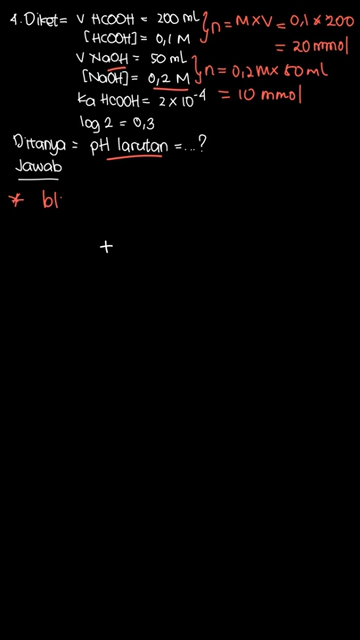 4. Diket = V HCOOH = 200 mL } n = M × V = 0,1 × 200
[HCOOH] = 0,1 M = 20 mmol
V NaOH = 50 mL } n = 0,2 M × 50 mL
[NaOH] = 0,2 M = 10 mmol
Ka HCOOH = 2 × 10⁻⁴
log 2 = 0,3
Ditanya = pH larutan = ...?
Jawab
* bl
+